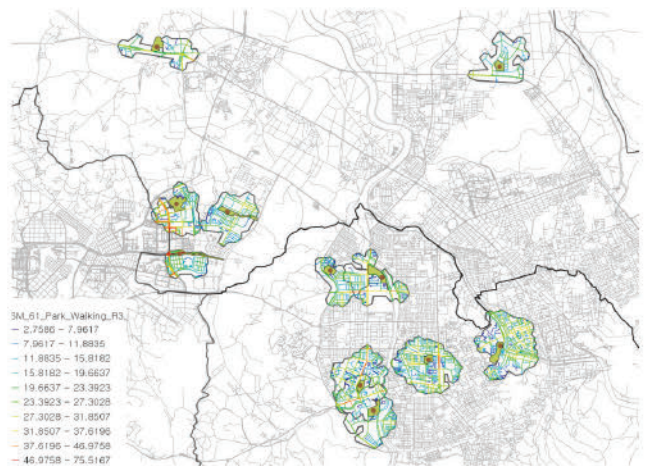 SM_61_Park_Walking_R3
2.7586 - 7.9617
7.9617 - 11.8835
11.8835 - 15.8182
15.8182 - 19.6637
19.6637 - 23.3923
23.3923 - 27.3028
27.3028 - 31.8507
31.8507 - 37.6196
37.6196 - 46.9758
46.9758 - 75.5167